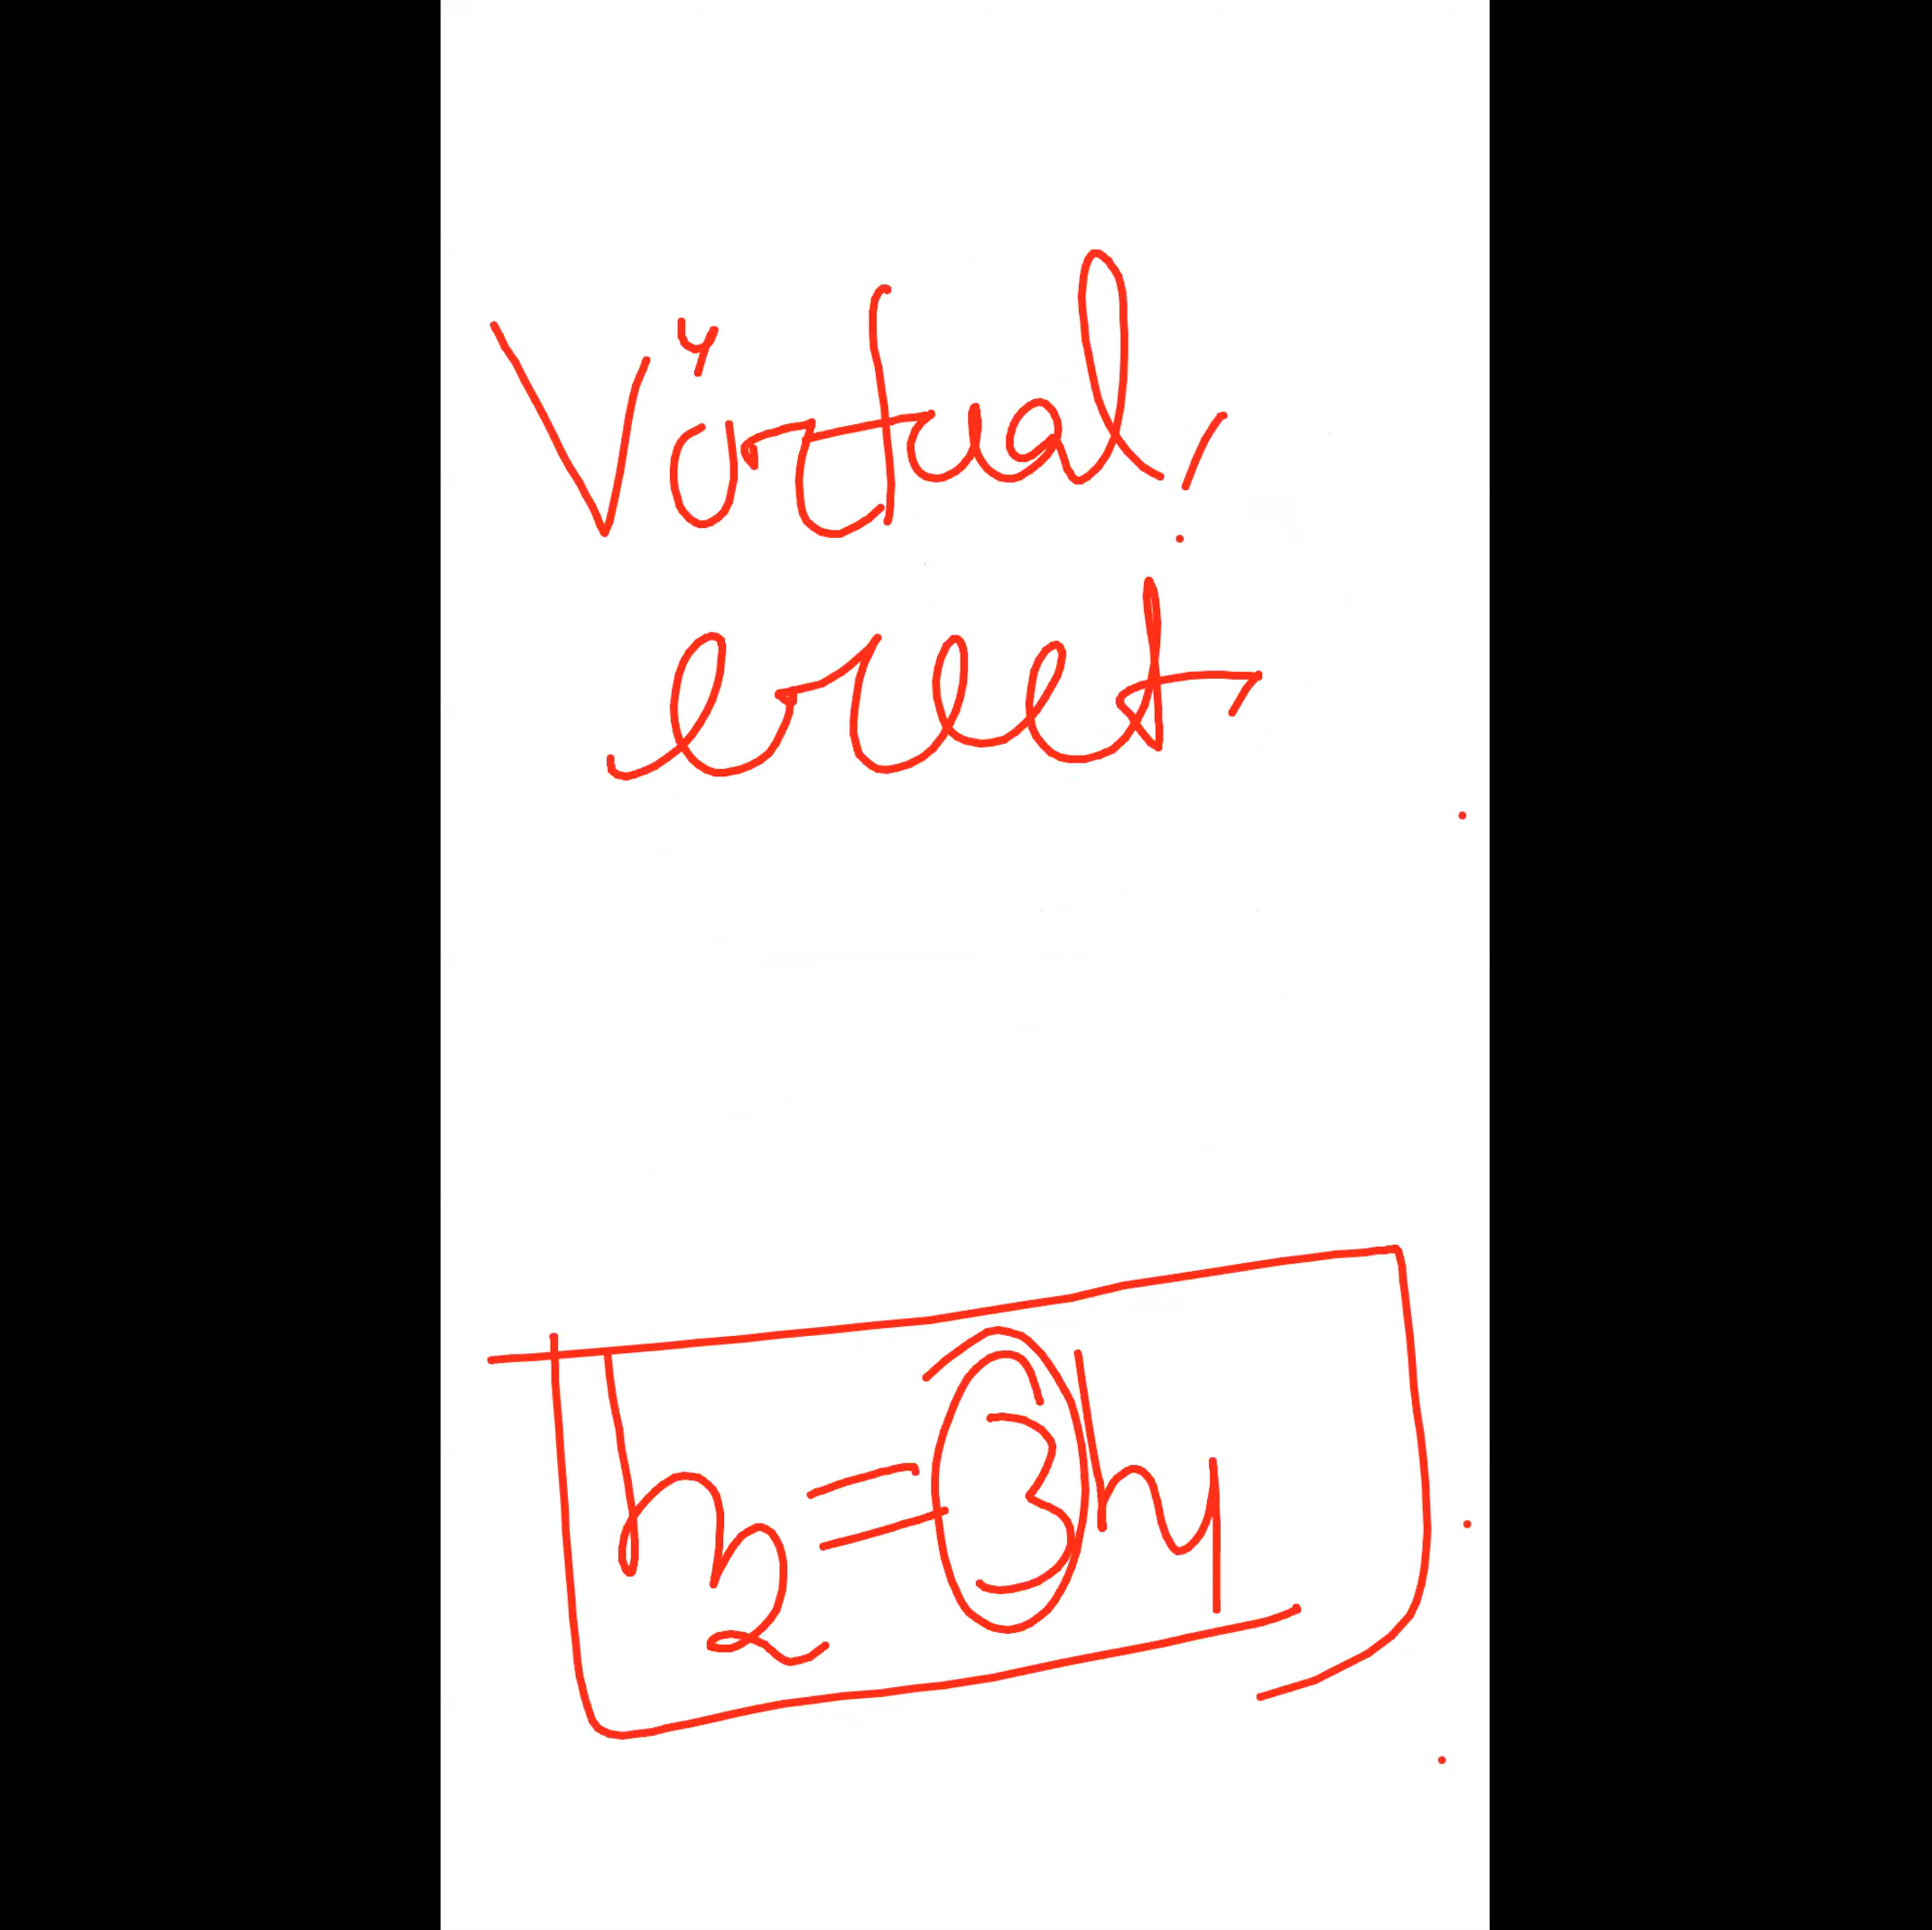 Virtual,
erect,
h₂ = 3h₁